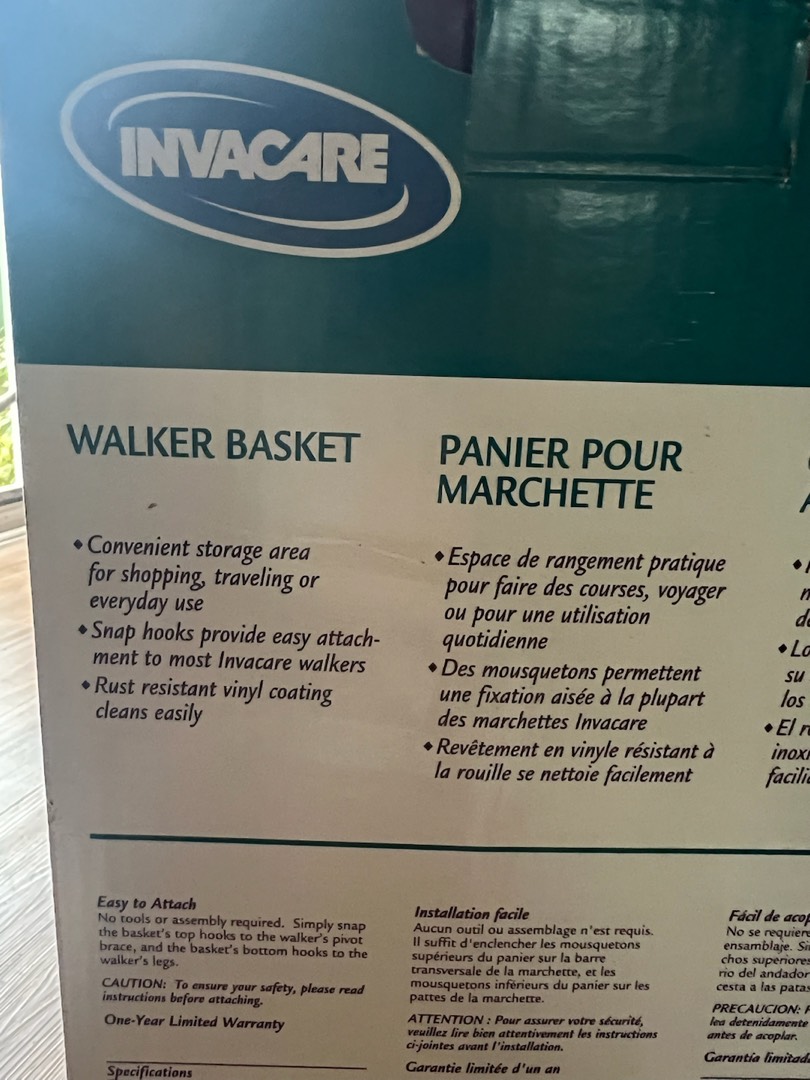 INVACARE
WALKER BASKET
◆ Convenient storage area
for shopping, traveling or
everyday use
◆ Snap hooks provide easy attach-
ment to most Invacare walkers
◆ Rust resistant vinyl coating
cleans easily
PANIER POUR
MARCHETTE
◆ Espace de rangement pratique
pour faire des courses, voyager
ou pour une utilisation
quotidienne
◆ Des mousquetons permettent
une fixation aisée à la plupart
des marchettes Invacare
◆ Revêtement en vinyle résistant à
la rouille se nettoie facilement
su
los
◆ El
Easy to Attach
No tools or assembly required. Simply snap
the basket's top hooks to the walker's pivot
brace, and the basket's bottom hooks to the
walker's legs.
CAUTION: To ensure your safety, please read
instructions before attaching.
One-Year Limited Warranty
Specifications
Installation facile
Aucun outil ou assemblage n'est requis.
Il suffit d'enclencher les mousquetons
supérieurs du panier sur la barre
transversale de la marchette, et les
mousquetons inférieurs du panier sur les
pattes de la marchette.
ATTENTION : Pour assurer votre sécurité,
veuillez lire bien attentivement les instructions
ci-jointes avant l'installation.
Garantie limitée d'un an
Fácil de
No se
ensamblaje.
chos superiores
rio del andador
cesta a las patas
PRECAUCION:
lea detenidamente
antes de acoplar.
Garantía